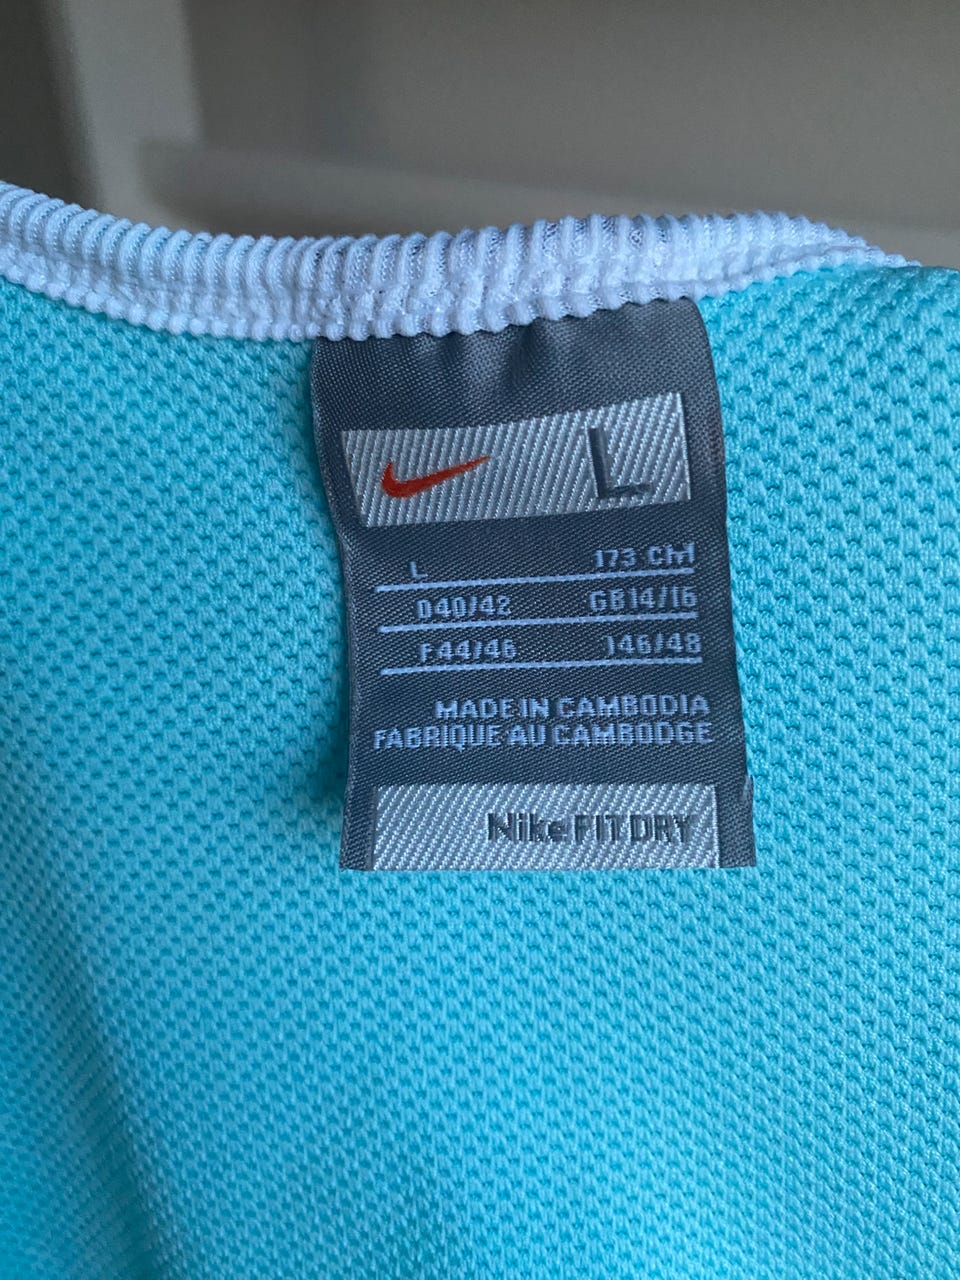 L
L 173 CM
D40/42 GB14/16
F44/46 I46/48
MADE IN CAMBODIA
FABRIQUE AU CAMBODGE
Nike FIT DRY